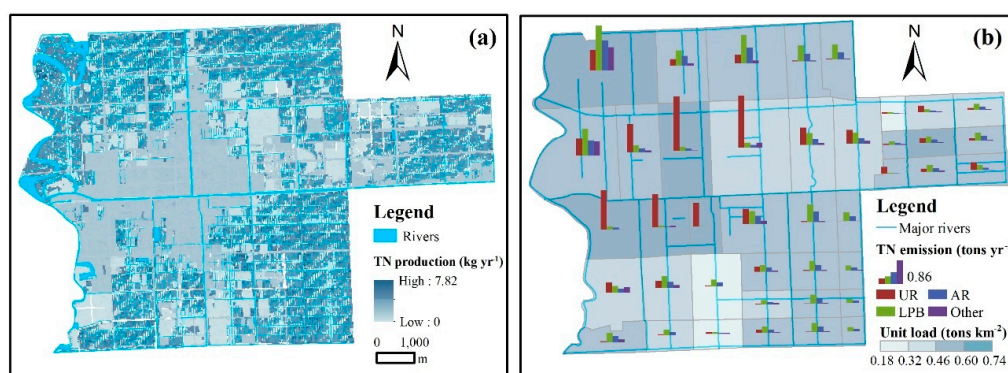 (a)
N
Legend
Rivers
TN production (kg yr⁻¹)
High : 7.82
Low : 0
0 1,000
m
(b)
N
Legend
Major rivers
TN emission (tons yr⁻
0.86
UR AR
LPB Other
Unit load (tons km⁻²)
0.18 0.32 0.46 0.60 0.74